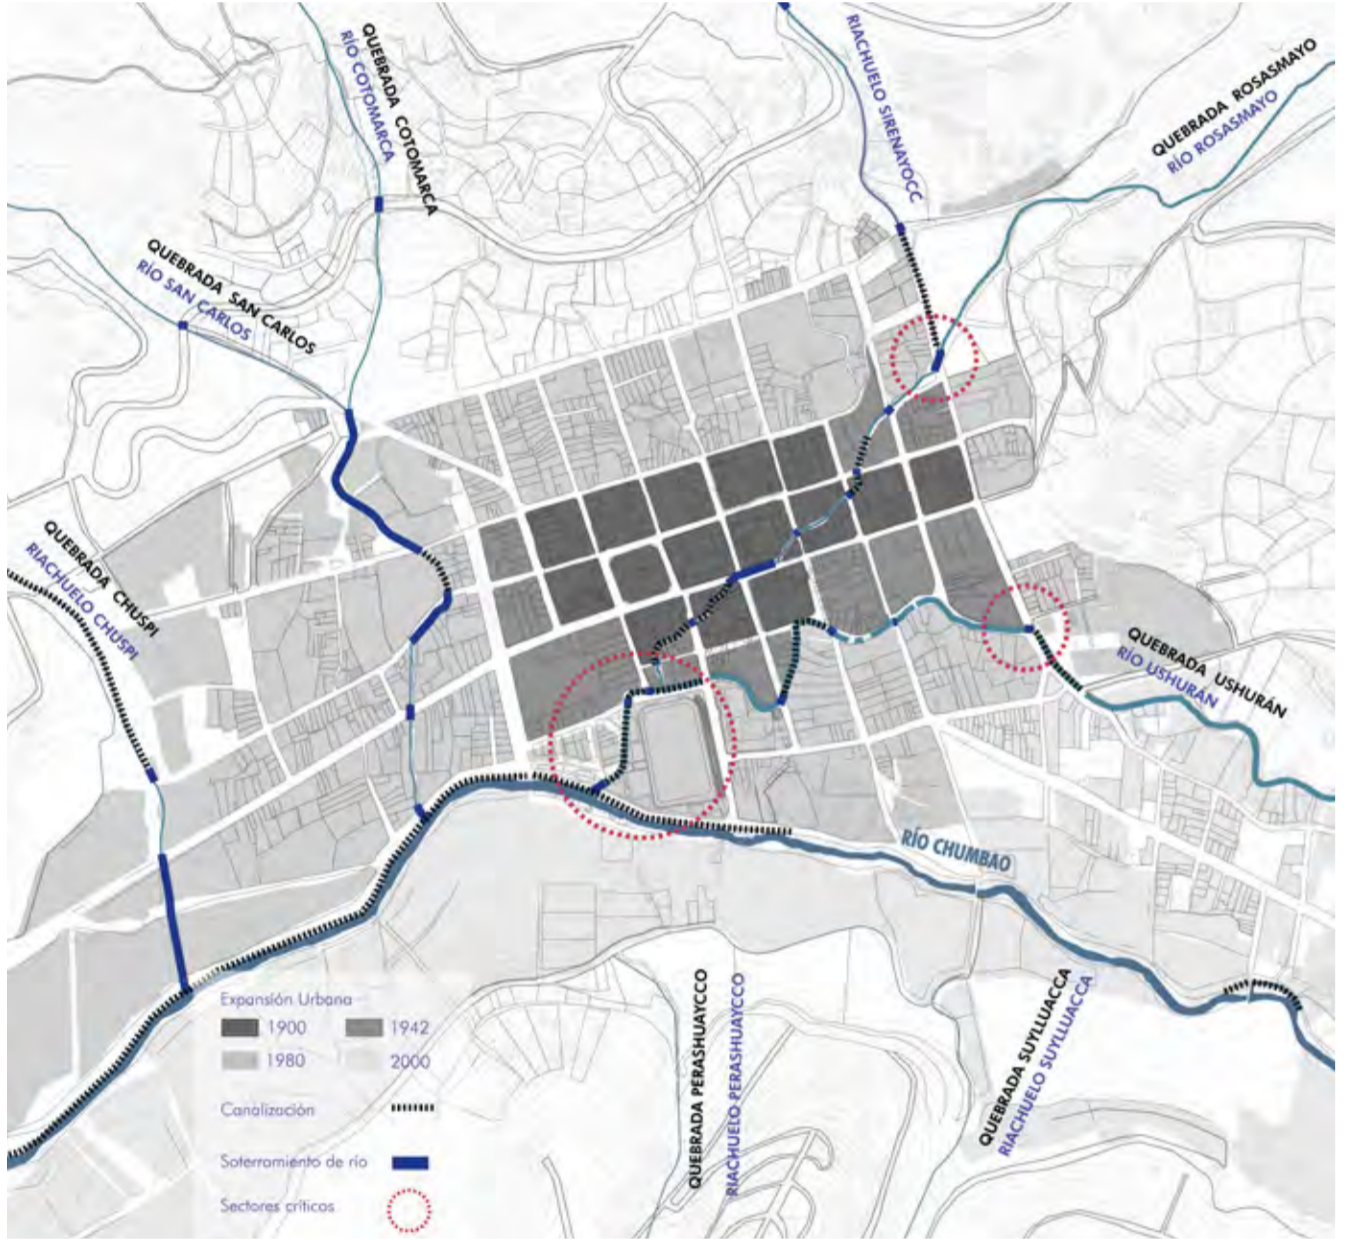 QUEBRADA COTOMARCA
RÍO COTOMARCA
RIACHUELO SIRENAYOCC
QUEBRADA ROSASMAYO
RÍO ROSASMAYO
QUEBRADA SAN CARLOS
RÍO SAN CARLOS
QUEBRADA CHUSPI
RIACHUELO CHUSPI
QUEBRADA USHURÁN
RÍO USHURÁN
RÍO CHUMBAO
QUEBRADA PERASHUAYCCO
RIACHUELO PERASHUAYCCO
QUEBRADA SUYLLUACCA
RIACHUELO SUYLLUACCA
Expansión Urbana
1900 1942
1980 2000
Canalización
Soterramiento de río
Sectores críticos